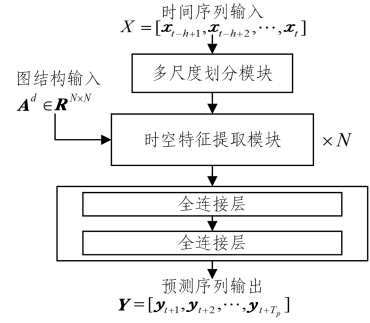 时间序列输入
X = [x_{t-h+1}, x_{t-h+2}, ⋯, x_t]
多尺度划分模块
图结构输入
A^d ∈ R^{N×N}
时空特征提取模块
×N
全连接层
全连接层
预测序列输出
Y = [y_{t+1}, y_{t+2}, ⋯, y_{t+T_p}]